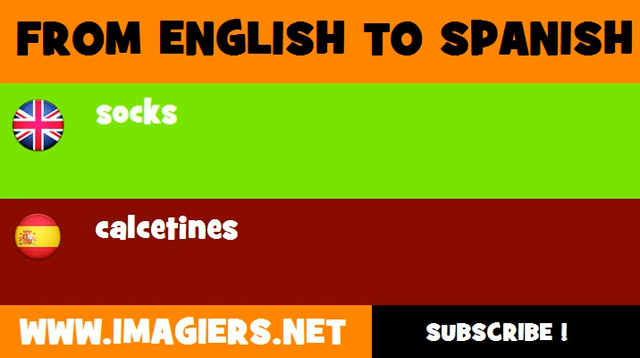 FROM ENGLISH TO SPANISH
socks
calcetines
WWW.IMAGIERS.NET
SUBSCRIBE !